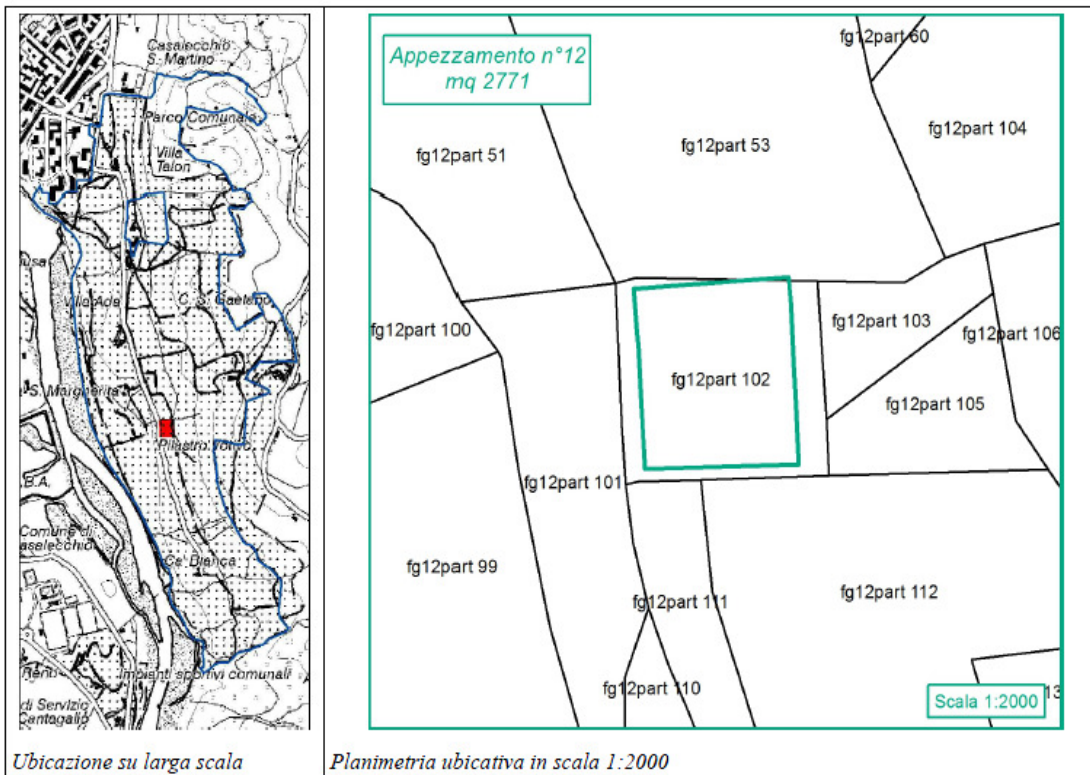 Casalecchio
S. Martino
Parco Comunale
Villa
Talon
Villa Ada
C. S. Gaetano
S. Margherita
Pilastro
B.A.
Comune di
asalecchio
Ca' Bianca
Impianti sportivi comunali
di Servizio
Cantagallo
Ubicazione su larga scala
Appezzamento n°12
mq 2771
fg12part 60
fg12part 51
fg12part 53
fg12part 104
fg12part 100
fg12part 103
fg12part 106
fg12part 102
fg12part 105
fg12part 101
fg12part 99
fg12part 111
fg12part 112
fg12part 110
13
Scala 1:2000
Planimetria ubicativa in scala 1:2000